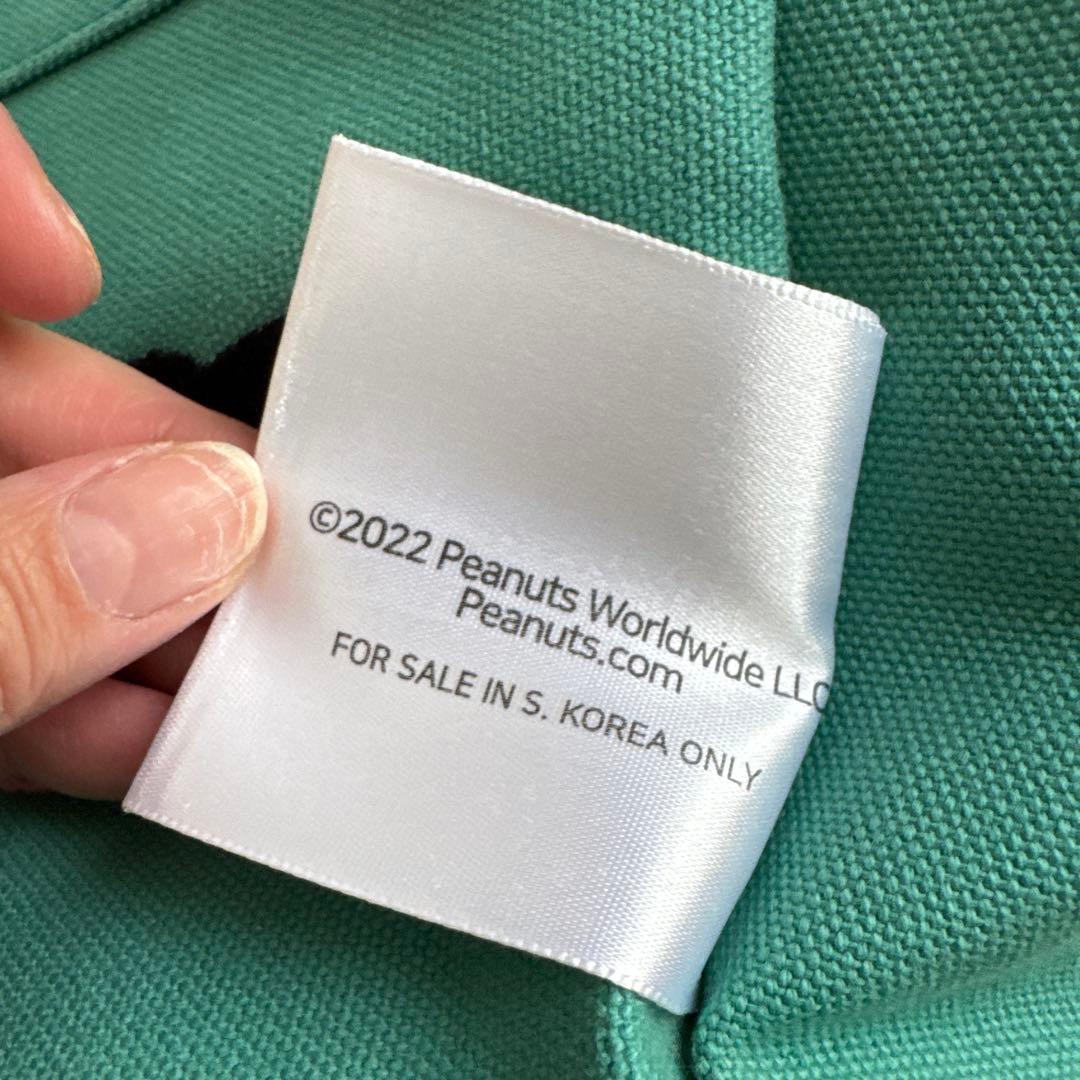 ©2022 Peanuts Worldwide LLC
Peanuts.com
FOR SALE IN S. KOREA ONLY